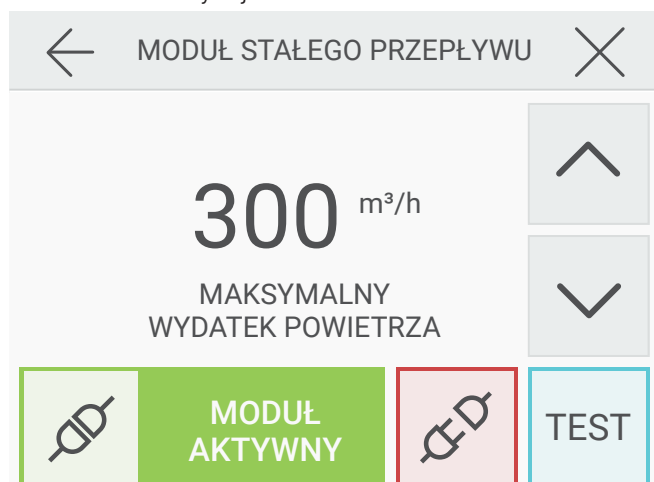 MODUŁ STAŁEGO PRZEPŁYWU
300 m³/h
MAKSYMALNY
WYDATEK POWIETRZA
MODUŁ
AKTYWNY
TEST